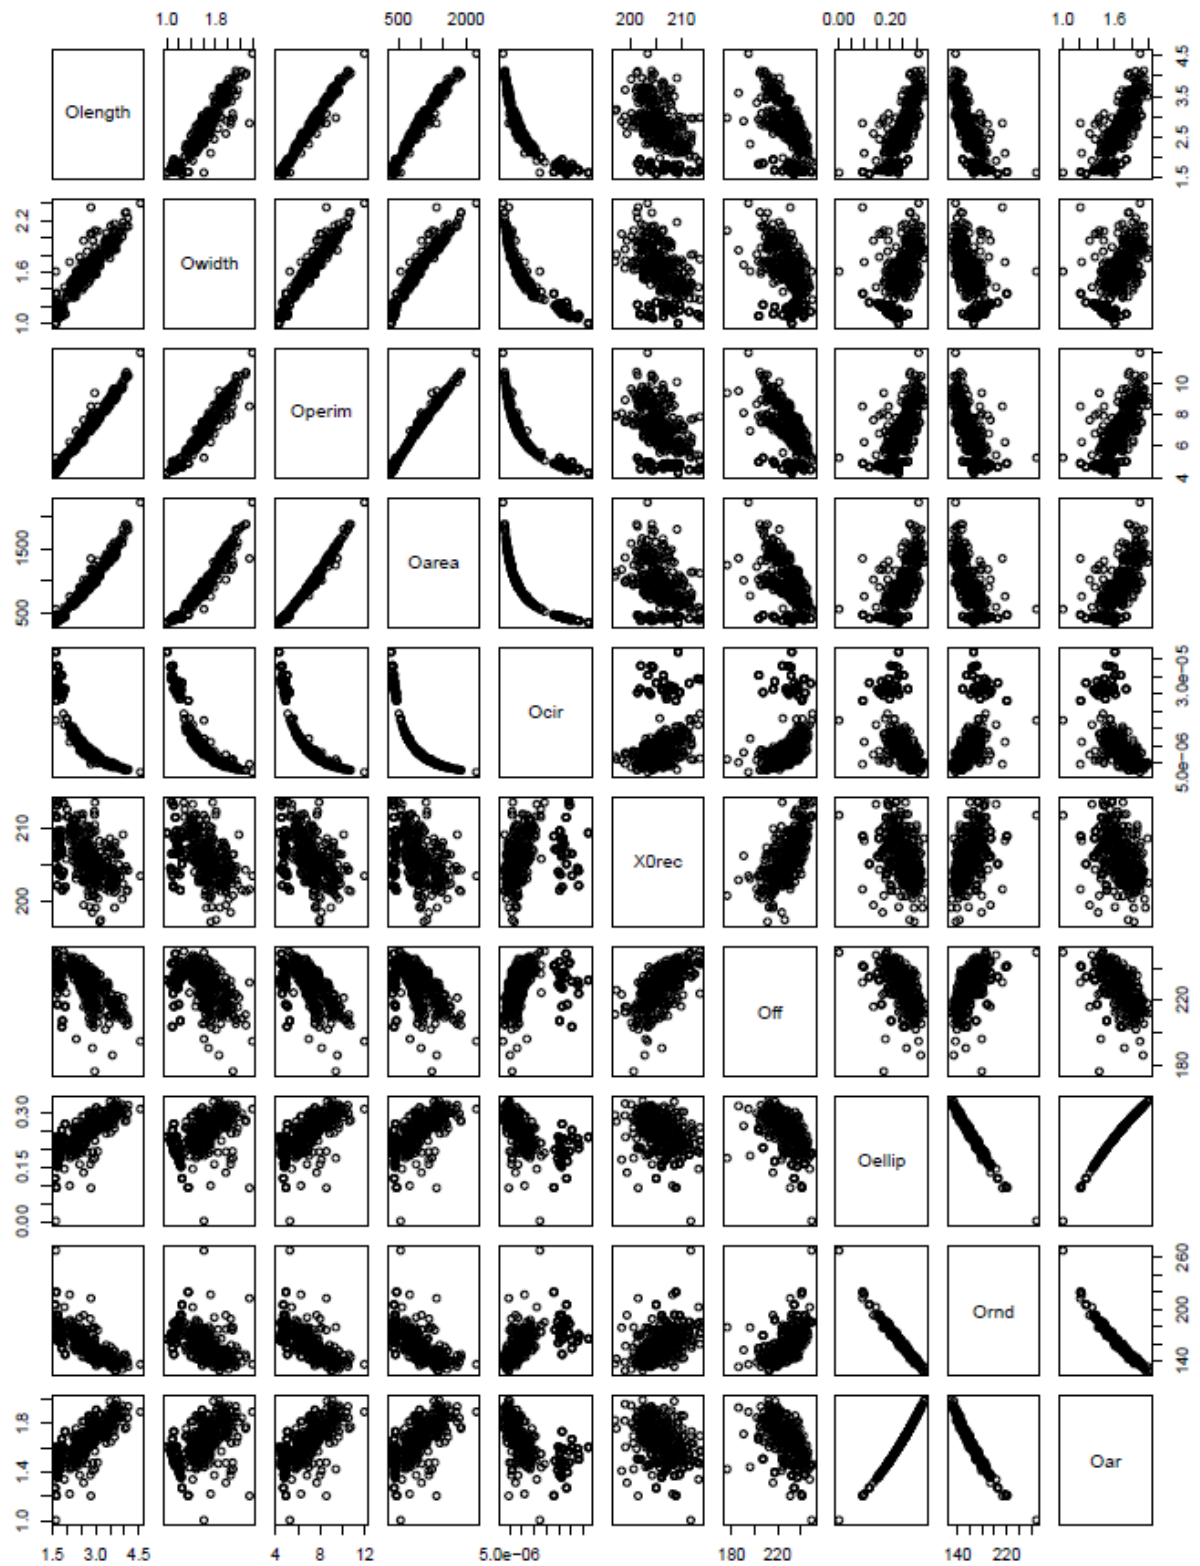 1.0 1.8 500 2000 200 210 0.00 0.20 1.0 1.6
Olength 1.5 2.5 3.5 4.5
1.0 1.6 2.2 Owidth
Operim 4 6 8 10
500 1500 Oarea
Ocir 5.0e-06 3.0e-05
200 210 X0rec
Off 180 220
0.00 0.15 0.30 Oellip
Ornd 140 200 260
1.0 1.4 1.8 Oar
1.5 3.0 4.5 4 8 12 5.0e-06 180 220 140 220